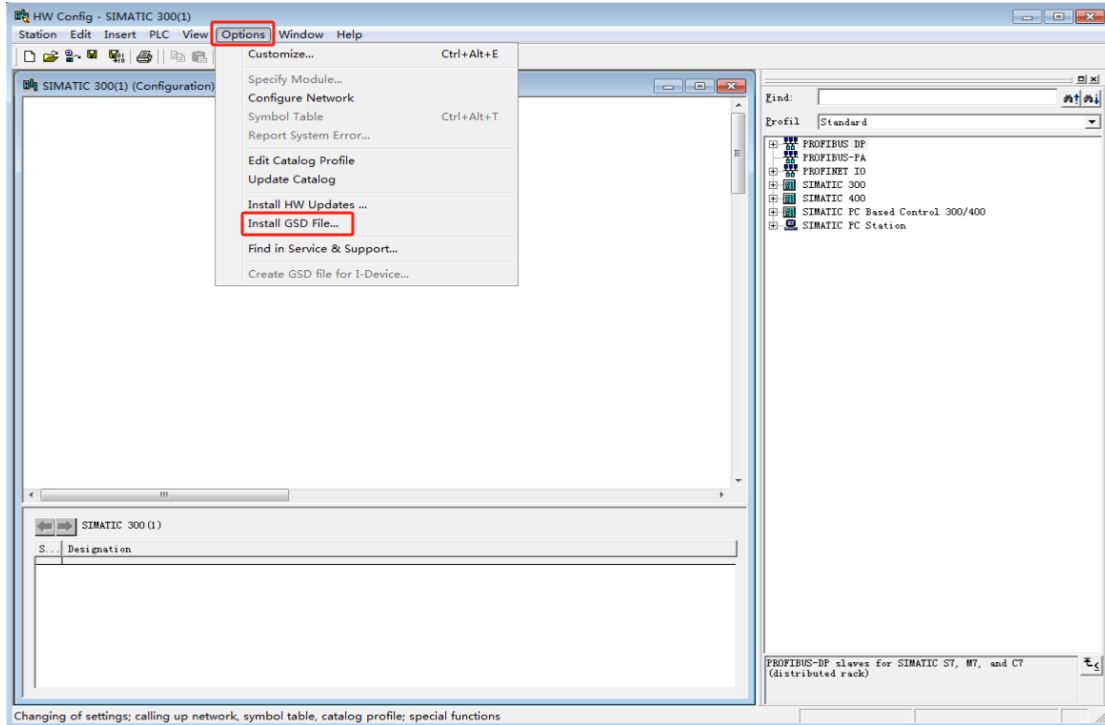 HW Config - SIMATIC 300(1)
Station Edit Insert PLC View Options Window Help
Customize... Ctrl+Alt+E
Specify Module...
Configure Network
Symbol Table Ctrl+Alt+T
Report System Error...
Edit Catalog Profile
Update Catalog
Install HW Updates ...
Install GSD File...
Find in Service & Support...
Create GSD file for I-Device...
SIMATIC 300(1) (Configuration)
Find:
Profil Standard
PROFIBUS DP
PROFIBUS-PA
PROFINET IO
SIMATIC 300
SIMATIC 400
SIMATIC PC Based Control 300/400
SIMATIC PC Station
SIMATIC 300(1)
S... Designation
PROFIBUS-DP slaves for SIMATIC S7, M7, and C7
(distributed rack)
Changing of settings; calling up network, symbol table, catalog profile; special functions